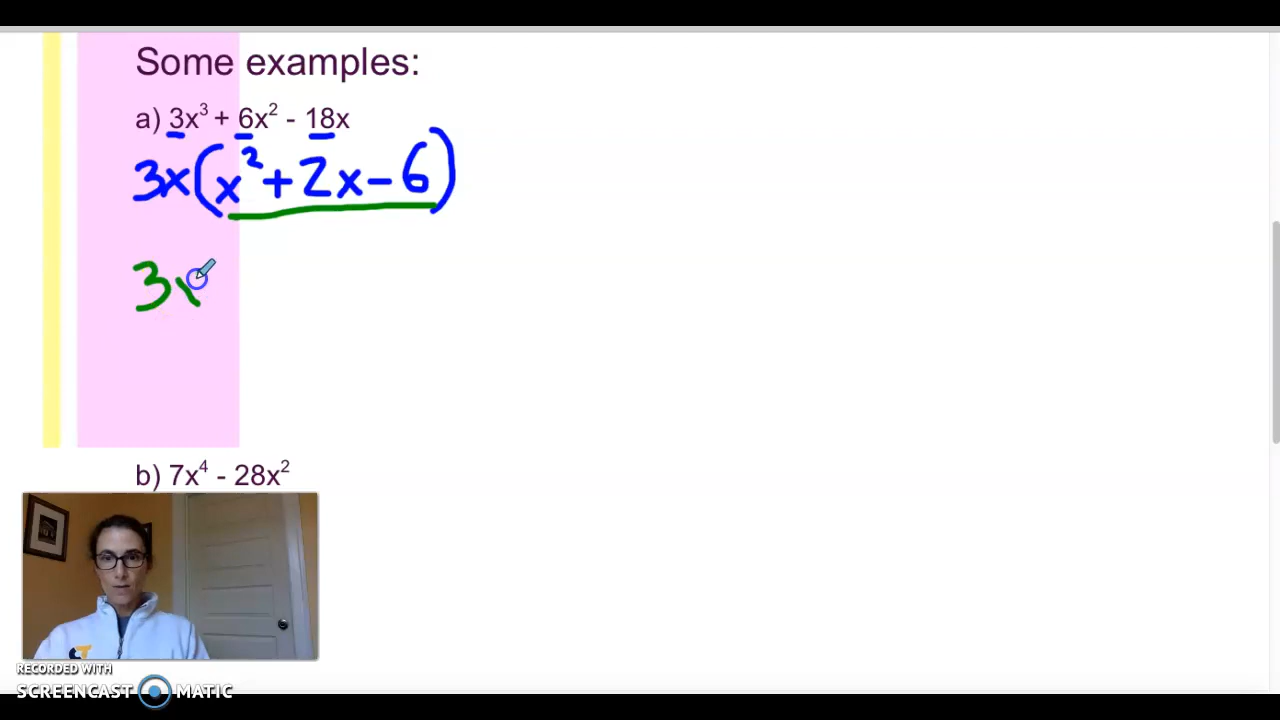 Some examples:
a) 3x³ + 6x² - 18x
3x(x²+2x-6)
3x
b) 7x⁴ - 28x²
RECORDED WITH
SCREENCAST MATIC